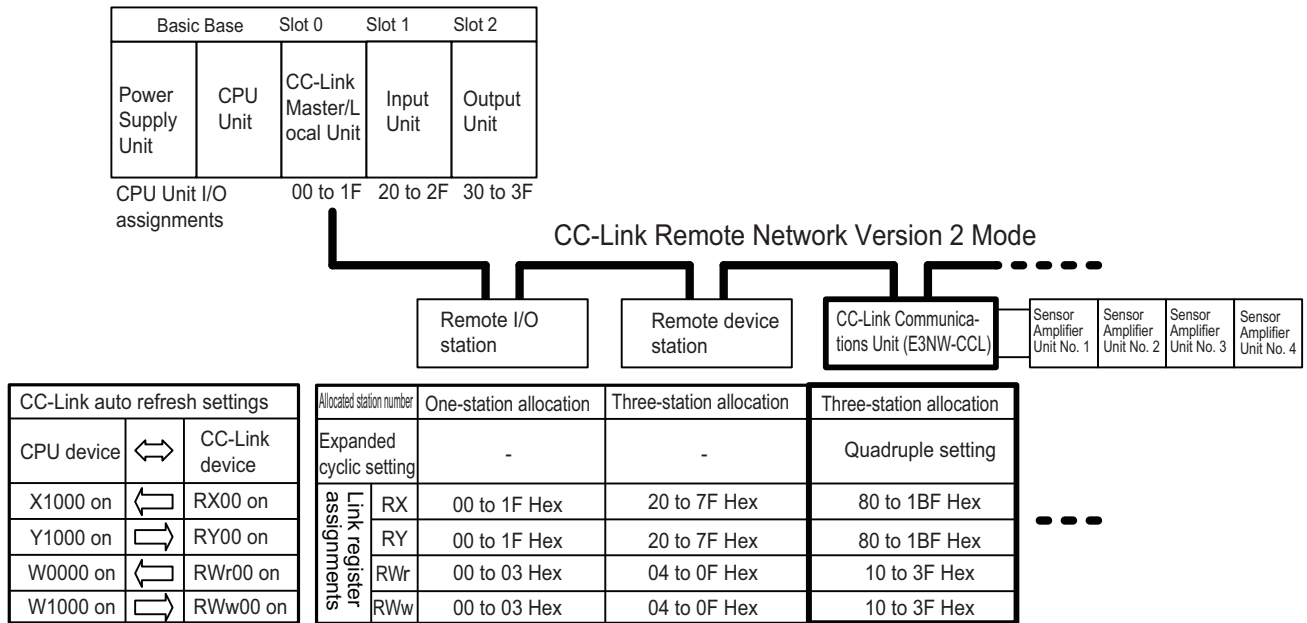 Basic Base Slot 0 Slot 1 Slot 2
Power
Supply
Unit
CPU
Unit
CC-Link
Master/L
ocal Unit
Input
Unit
Output
Unit
CPU Unit I/O
assignments
00 to 1F 20 to 2F 30 to 3F
CC-Link Remote Network Version 2 Mode
Remote I/O
station
Remote device
station
CC-Link Communica-
tions Unit (E3NW-CCL)
Sensor
Amplifier
Unit No. 1
Sensor
Amplifier
Unit No. 2
Sensor
Amplifier
Unit No. 3
Sensor
Amplifier
Unit No. 4
CC-Link auto refresh settings
CPU device CC-Link
device
X1000 on RX00 on
Y1000 on RY00 on
W0000 on RWr00 on
W1000 on RWw00 on
Allocated station number One-station allocation Three-station allocation Three-station allocation
Expanded
cyclic setting - - Quadruple setting
Link register
assignments
RX 00 to 1F Hex 20 to 7F Hex 80 to 1BF Hex
RY 00 to 1F Hex 20 to 7F Hex 80 to 1BF Hex
RWr 00 to 03 Hex 04 to 0F Hex 10 to 3F Hex
RWw 00 to 03 Hex 04 to 0F Hex 10 to 3F Hex